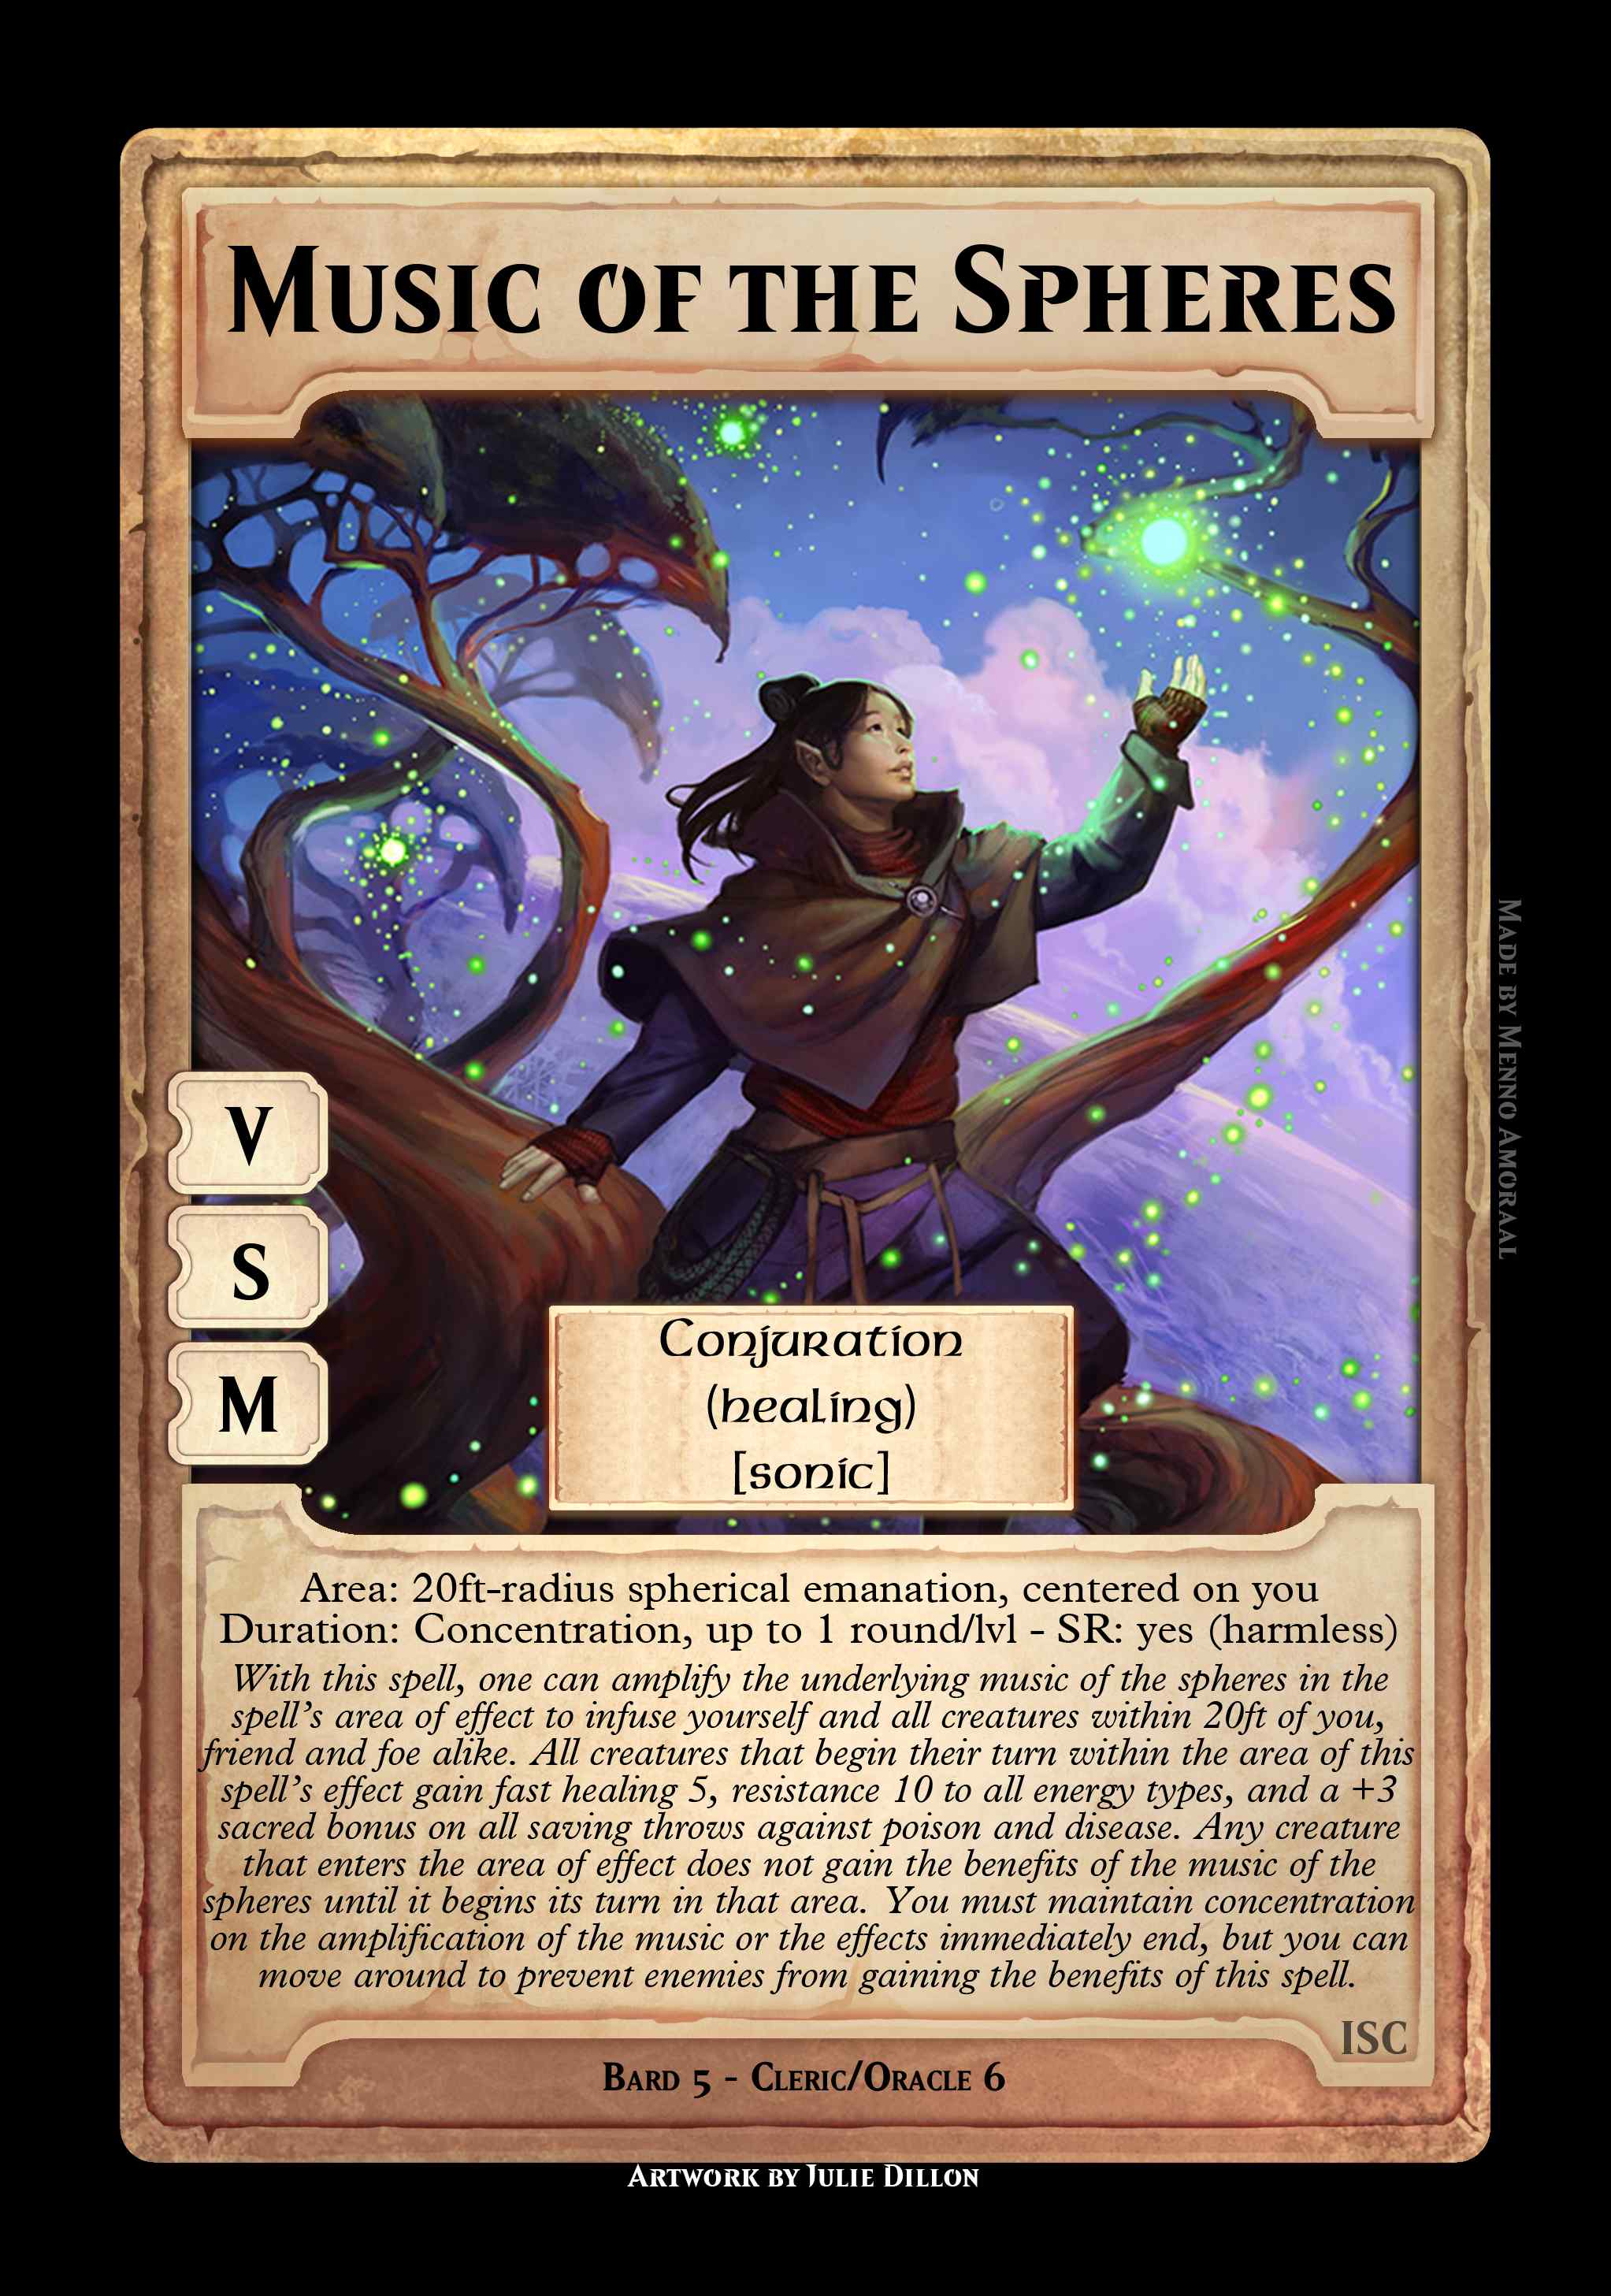 Music of the Spheres
V
S
M
Conjuration
(healing)
[sonic]
Area: 20ft-radius spherical emanation, centered on you
Duration: Concentration, up to 1 round/lvl - SR: yes (harmless)
With this spell, one can amplify the underlying music of the spheres in the
spell's area of effect to infuse yourself and all creatures within 20ft of you,
friend and foe alike. All creatures that begin their turn within the area of this
spell's effect gain fast healing 5, resistance 10 to all energy types, and a +3
sacred bonus on all saving throws against poison and disease. Any creature
that enters the area of effect does not gain the benefits of the music of the
spheres until it begins its turn in that area. You must maintain concentration
on the amplification of the music or the effects immediately end, but you can
move around to prevent enemies from gaining the benefits of this spell.
ISC
Bard 5 - Cleric/Oracle 6
Artwork by Julie Dillon
Made by Menno Amoraal